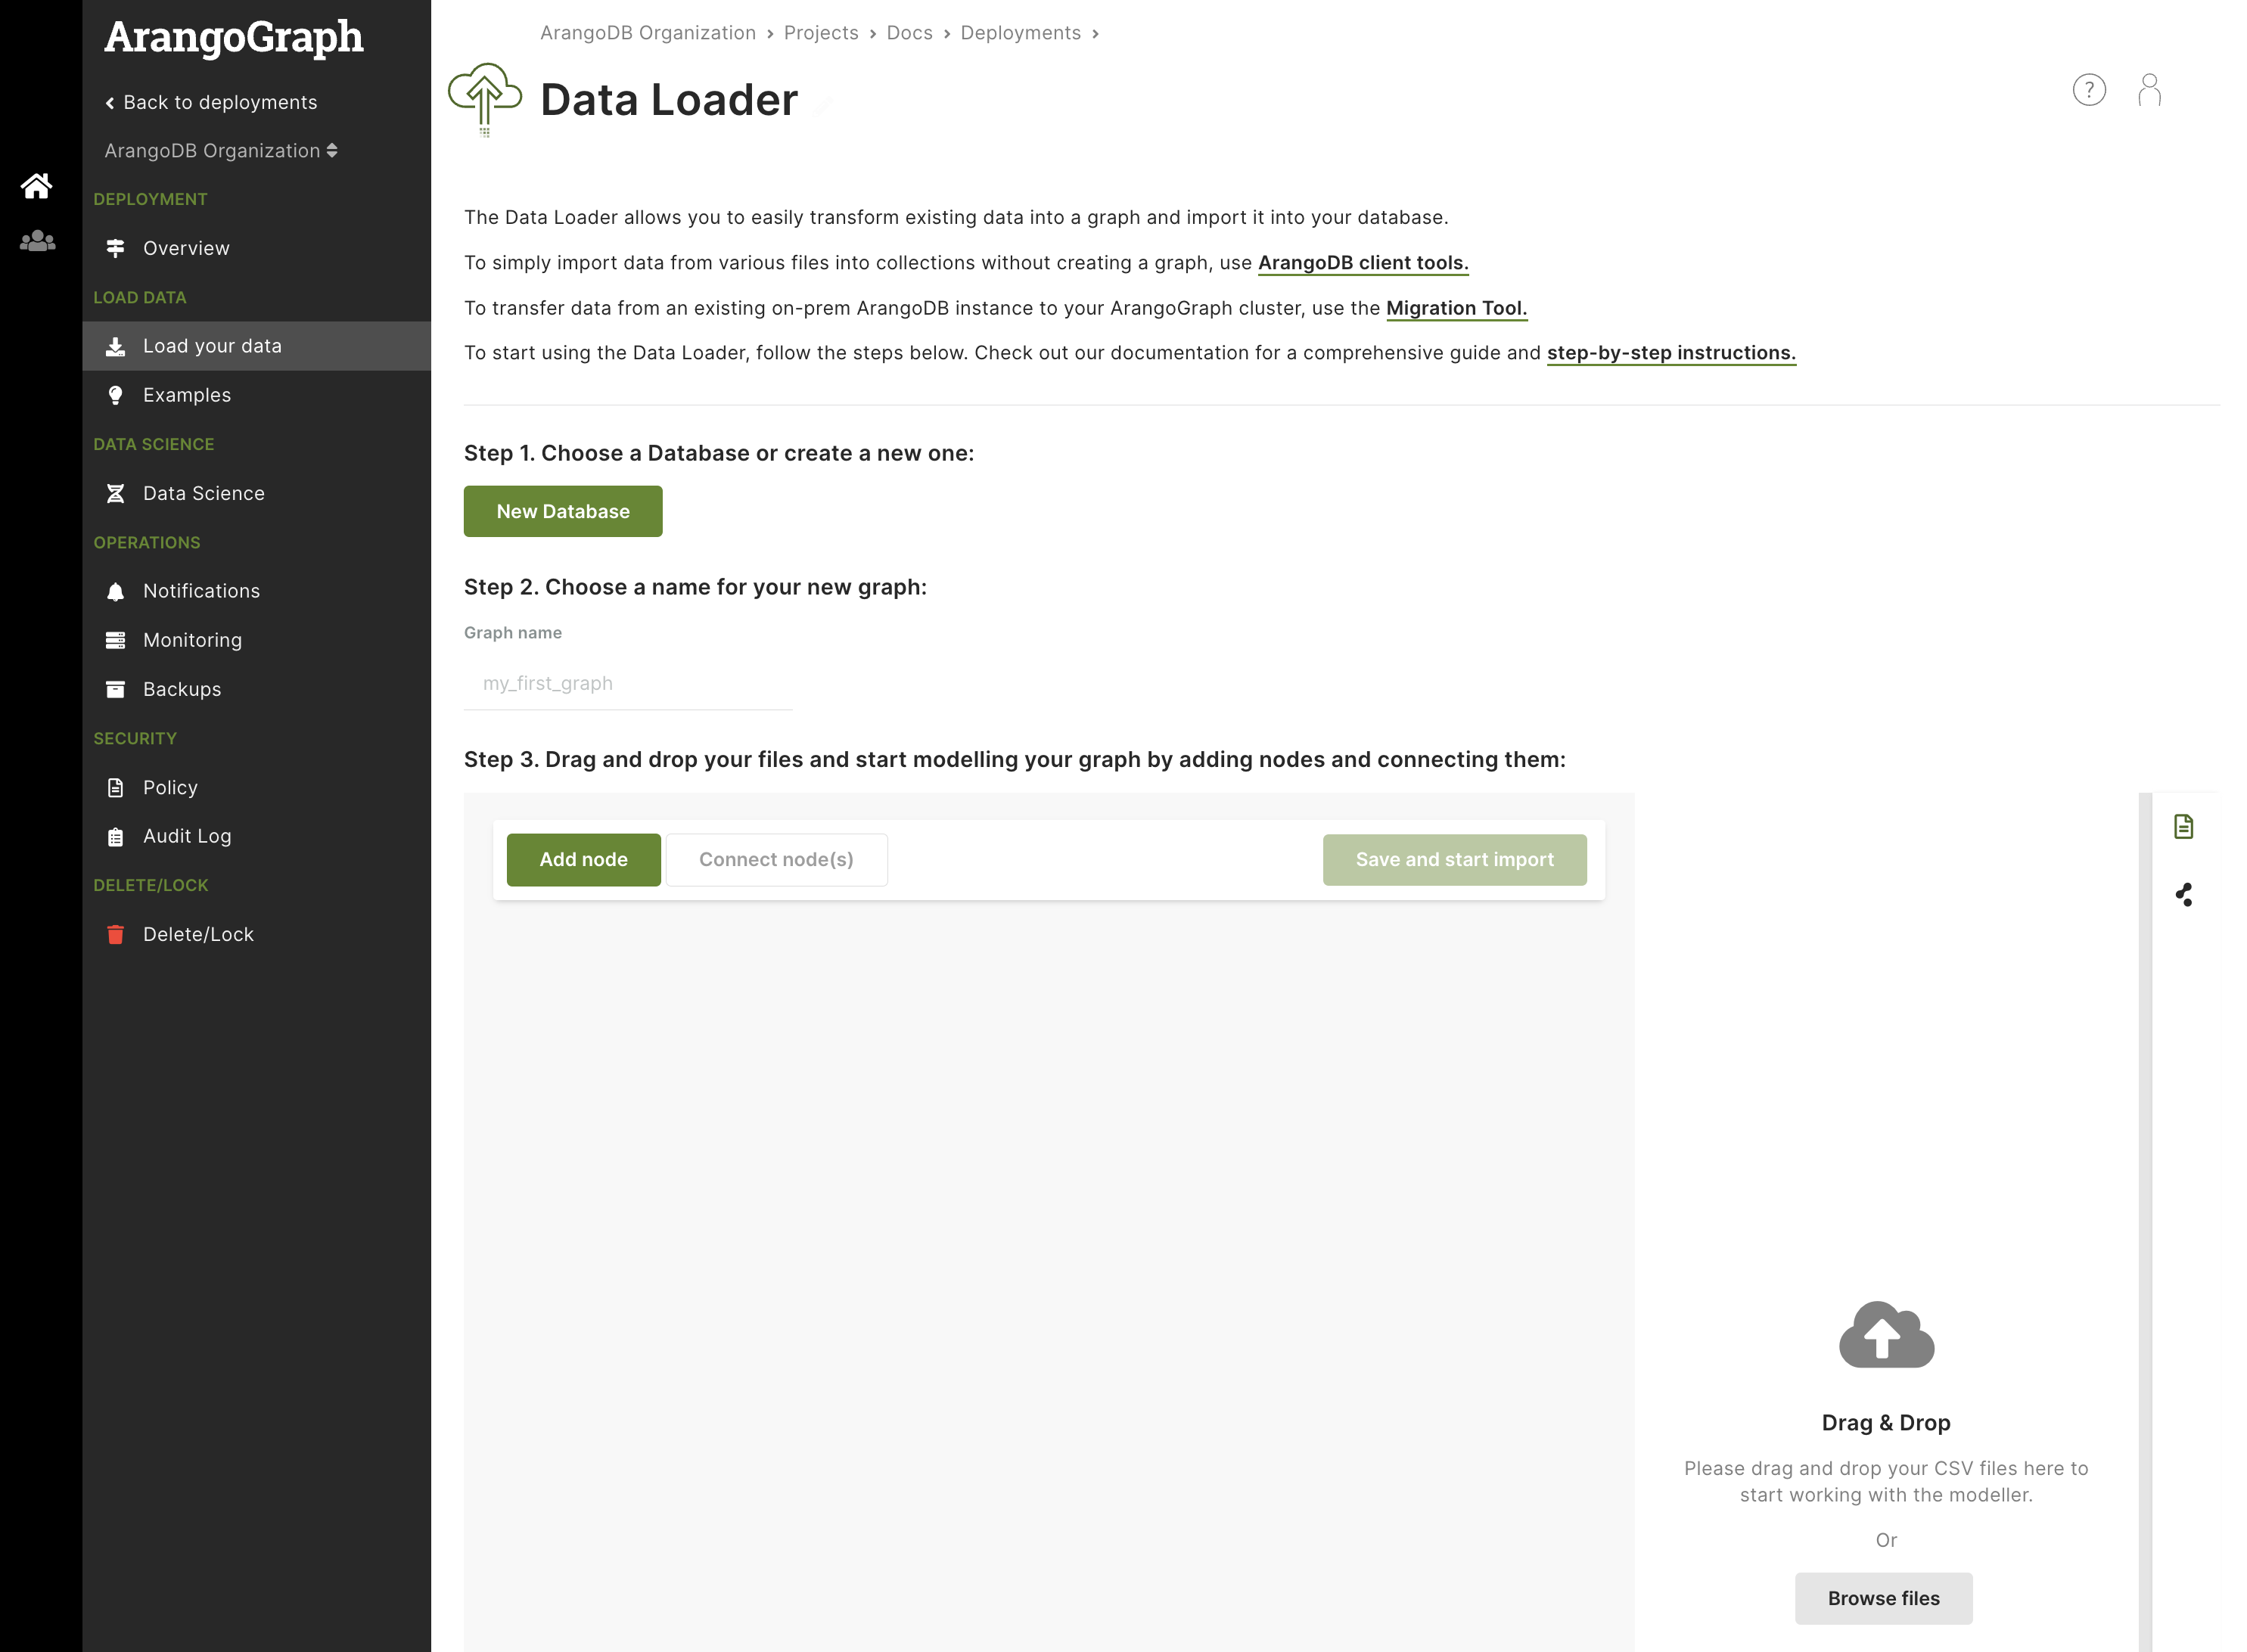 ArangoGraph
Back to deployments
ArangoDB Organization
DEPLOYMENT
Overview
LOAD DATA
Load your data
Examples
DATA SCIENCE
Data Science
OPERATIONS
Notifications
Monitoring
Backups
SECURITY
Policy
Audit Log
DELETE/LOCK
Delete/Lock
ArangoDB Organization › Projects › Docs › Deployments ›
Data Loader
?
The Data Loader allows you to easily transform existing data into a graph and import it into your database.
To simply import data from various files into collections without creating a graph, use ArangoDB client tools.
To transfer data from an existing on-prem ArangoDB instance to your ArangoGraph cluster, use the Migration Tool.
To start using the Data Loader, follow the steps below. Check out our documentation for a comprehensive guide and step-by-step instructions.
Step 1. Choose a Database or create a new one:
New Database
Step 2. Choose a name for your new graph:
Graph name
my_first_graph
Step 3. Drag and drop your files and start modelling your graph by adding nodes and connecting them:
Add node
Connect node(s)
Save and start import
Drag & Drop
Please drag and drop your CSV files here to
start working with the modeller.
Or
Browse files